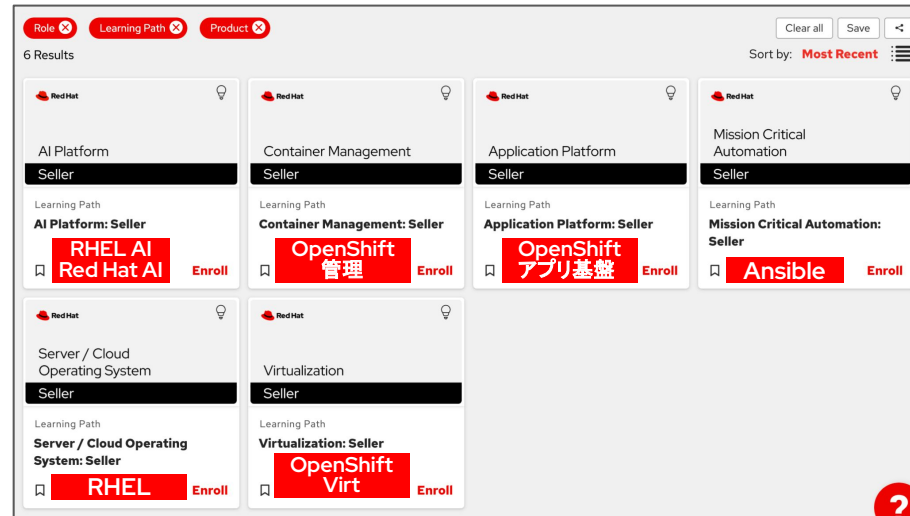 Role
Learning Path
Product
Clear all
Save
6 Results
Sort by: Most Recent
Red Hat
AI Platform
Seller
Learning Path
AI Platform: Seller
RHEL AI
Red Hat AI
Enroll
Red Hat
Container Management
Seller
Learning Path
Container Management: Seller
OpenShift
管理
Enroll
Red Hat
Application Platform
Seller
Learning Path
Application Platform: Seller
OpenShift
アプリ基盤
Enroll
Red Hat
Mission Critical
Automation
Seller
Learning Path
Mission Critical Automation:
Seller
Ansible
Enroll
Red Hat
Server / Cloud
Operating System
Seller
Learning Path
Server / Cloud Operating
System: Seller
RHEL
Enroll
Red Hat
Virtualization
Seller
Learning Path
Virtualization: Seller
OpenShift
Virt
Enroll
?